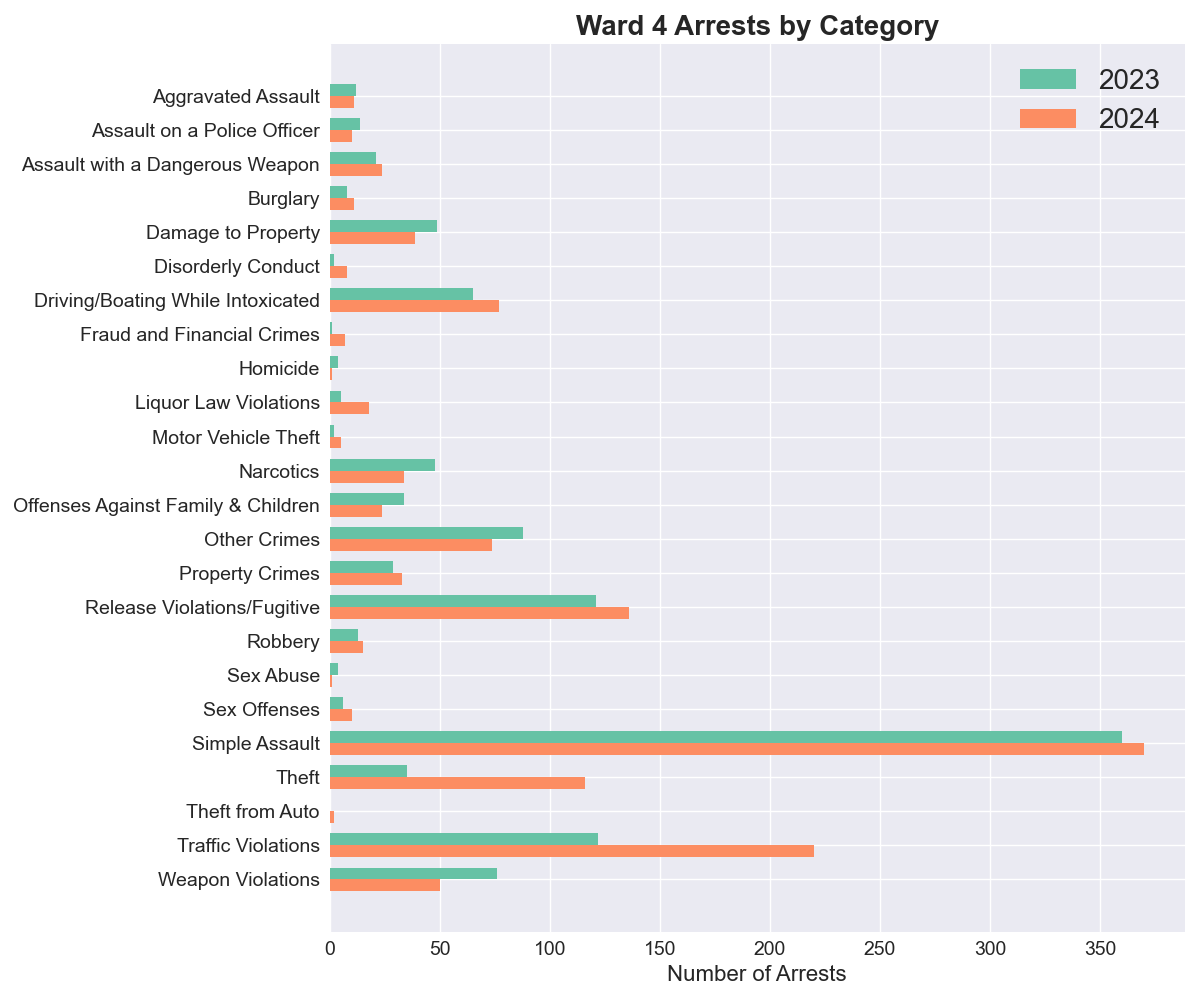 Ward 4 Arrests by Category
2023
2024
Aggravated Assault
Assault on a Police Officer
Assault with a Dangerous Weapon
Burglary
Damage to Property
Disorderly Conduct
Driving/Boating While Intoxicated
Fraud and Financial Crimes
Homicide
Liquor Law Violations
Motor Vehicle Theft
Narcotics
Offenses Against Family & Children
Other Crimes
Property Crimes
Release Violations/Fugitive
Robbery
Sex Abuse
Sex Offenses
Simple Assault
Theft
Theft from Auto
Traffic Violations
Weapon Violations
0 50 100 150 200 250 300 350
Number of Arrests